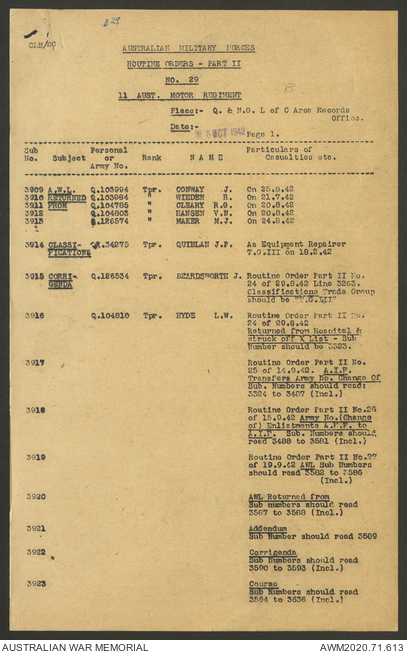 B29
CLM/DC
AUSTRALIAN MILITARY FORCES
ROUTINE ORDERS - PART II
NO. 29
11 AUST. MOTOR REGIMENT
Place:- Q. & N.G. L of C Area Records
Office.
Date:- OCT 1942 Page 1.
Sub Personal Particulars of
No. Subject or Rank N A M E Casualties etc.
Army No.
3909 A.W.L. Q.103994 Tpr. CONWAY J. On 25.8.42
3910 RETURNED Q.103984 " WIEDEN R. On 21.7.42
3911 FROM Q.104785 " CLEARY R.G. On 20.8.42
3912 Q.104803 " HANSEN V.N. On 20.8.42
3913 Q.126574 " MAKER M.J. On 24.8.42
3914 CLASSI- Q.34275 Tpr. QUINLAN J.P. As Equipment Repairer
FICATIONS T.G.III on 18.2.42
3915 CORRI- Q.126534 Tpr. BEARDSWORTH J. Routine Order Part II No.
GENDA 24 of 29.8.42 Line 3263.
Classifications Trade Group
should be "T.G.III"
3916 Q.104810 Tpr. HYDE L.W. Routine Order Part II No.
24 of 29.8.42
Returned from Hospital &
struck off X List - Sub
Number should be 3323.
3917 Routine Order Part II No.
25 of 14.9.42. A.I.F.
Transfers Army No. Change Of
Sub. Numbers should read:
3324 to 3487 (Incl.)
3918 Routine Order Part II No.26
of 15.9.42 Army No. (Change
of) Enlistments A.M.F. to
A.I.F. Sub. Numbers should
read 3488 to 3581 (Incl.)
3919 Routine Order Part II No.27
of 19.9.42 AWL Sub Numbers
should read 3582 to 3586
(Incl.)
3920 AWL Returned from
Sub numbers should read
3587 to 3588 (Incl.)
3921 Addendum
Sub Number should read 3589
3922 Corrigenda
Sub Numbers should read
3590 to 3593 (Incl.)
3923 Course
Sub Numbers should read
3594 to 3636 (Incl.)
AUSTRALIAN WAR MEMORIAL AWM2020.71.613